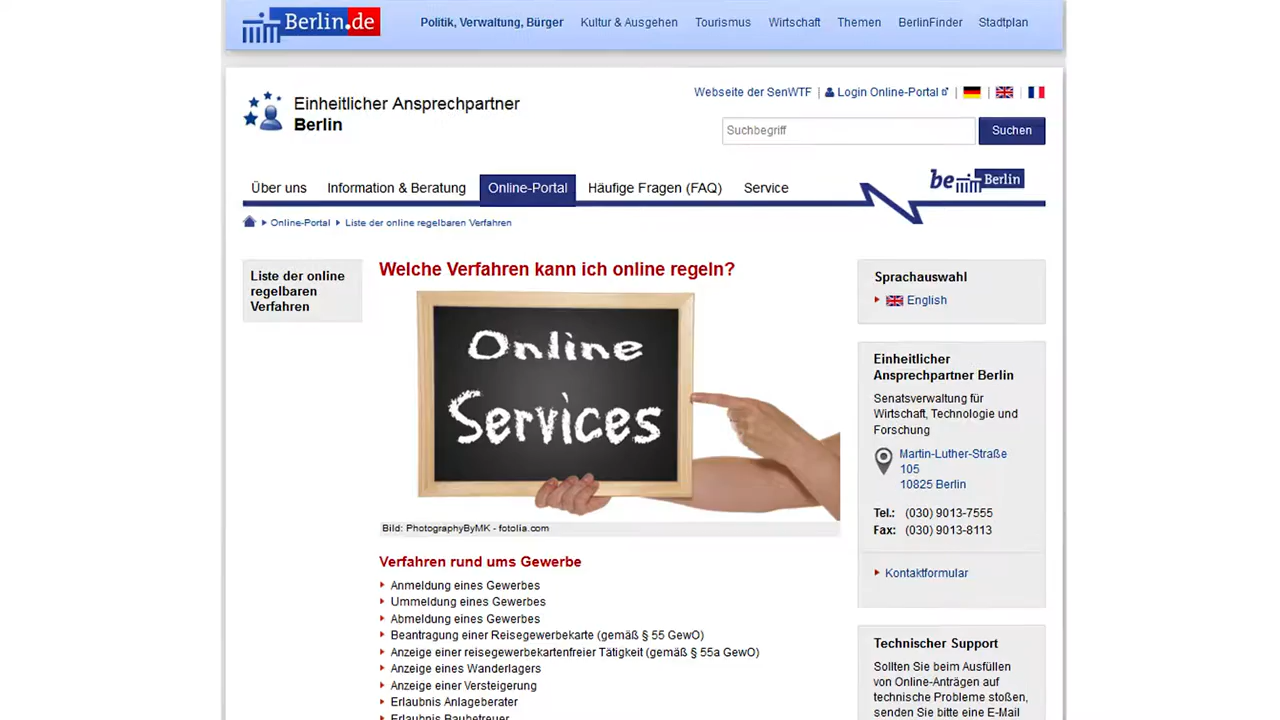 Berlin.de
Politik, Verwaltung, Bürger Kultur & Ausgehen Tourismus Wirtschaft Themen BerlinFinder Stadtplan
Einheitlicher Ansprechpartner
Berlin
Webseite der SenWTF | Login Online-Portal | | |
Suchbegriff
Suchen
Über uns Information & Beratung Online-Portal Häufige Fragen (FAQ) Service
be Berlin
Online-Portal Liste der online regelbaren Verfahren
Liste der online
regelbaren
Verfahren
Welche Verfahren kann ich online regeln?
Online
Services
Bild: PhotographyByMK - fotolia.com
Verfahren rund ums Gewerbe
Anmeldung eines Gewerbes
Ummeldung eines Gewerbes
Abmeldung eines Gewerbes
Beantragung einer Reisegewerbekarte (gemäß § 55 GewO)
Anzeige einer reisegewerbekartenfreier Tätigkeit (gemäß § 55a GewO)
Anzeige eines Wanderlagers
Anzeige einer Versteigerung
Erlaubnis Anlageberater
Erlaubnis Baubetreuer
Sprachauswahl
English
Einheitlicher
Ansprechpartner Berlin
Senatsverwaltung für
Wirtschaft, Technologie und
Forschung
Martin-Luther-Straße
105
10825 Berlin
Tel.: (030) 9013-7555
Fax: (030) 9013-8113
Kontaktformular
Technischer Support
Sollten Sie beim Ausfüllen
von Online-Anträgen auf
technische Probleme stoßen,
senden Sie bitte eine E-Mail